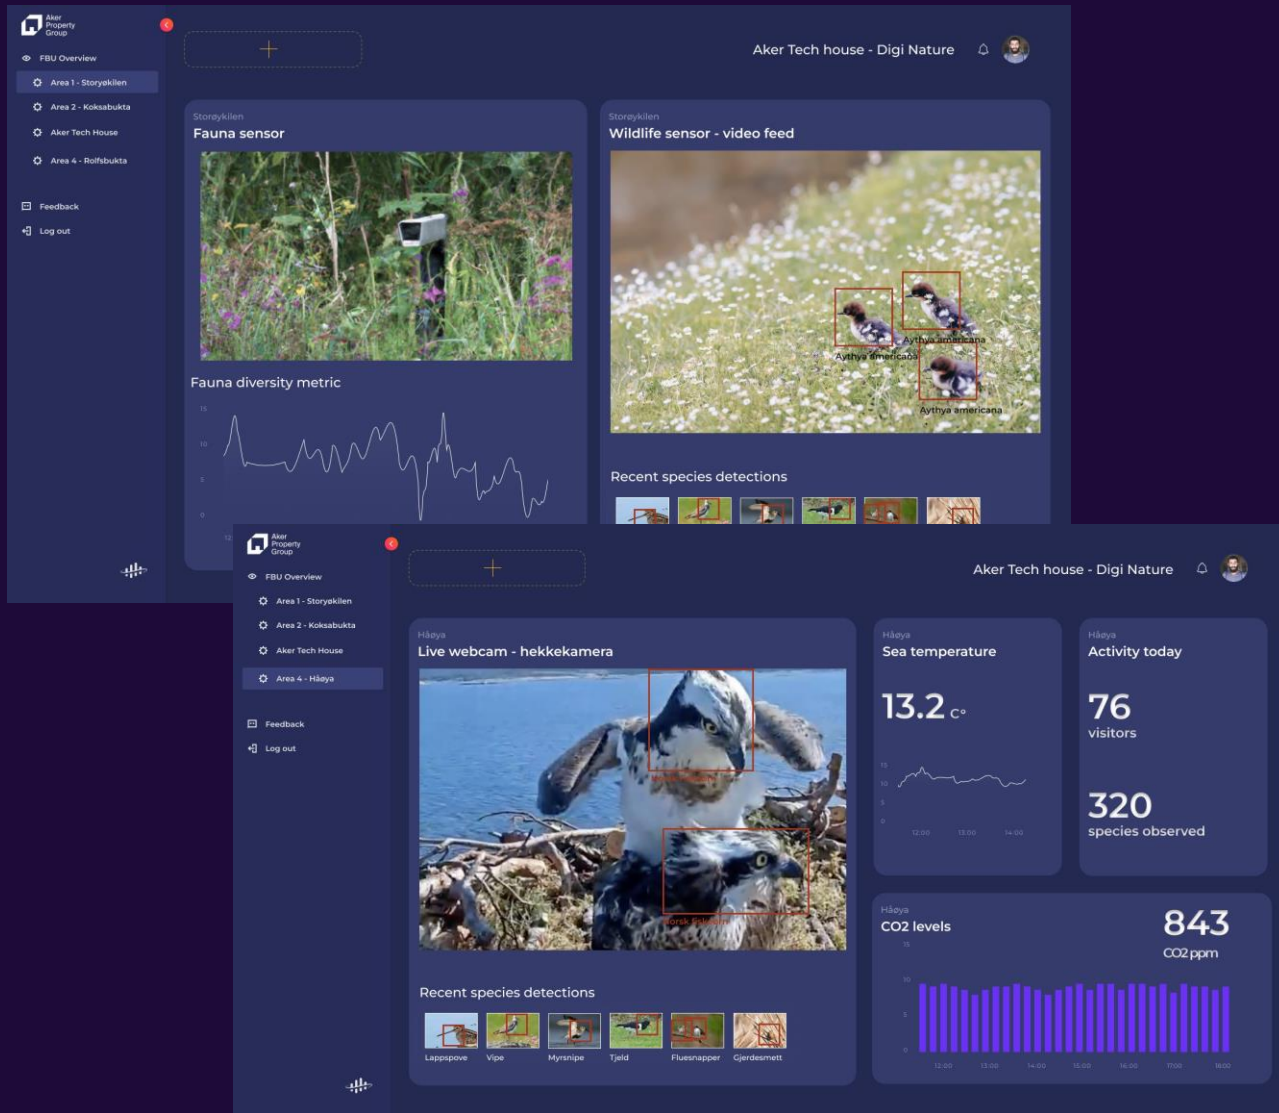 Aker
Property
Group
FBU Overview
Area 1 - Storyøkilen
Area 2 - Koksabukta
Aker Tech House
Area 4 - Rolfsbukta
Feedback
Log out
Aker Tech house - Digi Nature
Storøykilen
Fauna sensor
Fauna diversity metric
15
10
5
0
12:
Storøykilen
Wildlife sensor - video feed
Aythya americana
Aythya americana
Aythya americana
Recent species detections
Aker
Property
Group
FBU Overview
Area 1 - Storyøkilen
Area 2 - Koksabukta
Aker Tech House
Area 4 - Håøya
Feedback
Log out
Aker Tech house - Digi Nature
Håøya
Live webcam - hekkekamera
Recent species detections
Lappspove Vipe Myrsnipe Tjeld Fluesnapper Gjerdesmett
Håøya
Sea temperature
13.2 C°
15
10
5
0
12:00 13:00 14:00
Håøya
Activity today
76
visitors
320
species observed
Håøya
CO2 levels
843
CO2 ppm
15
10
5
0
12:00 13:00 14:00 15:00 16:00 17:00 18:00